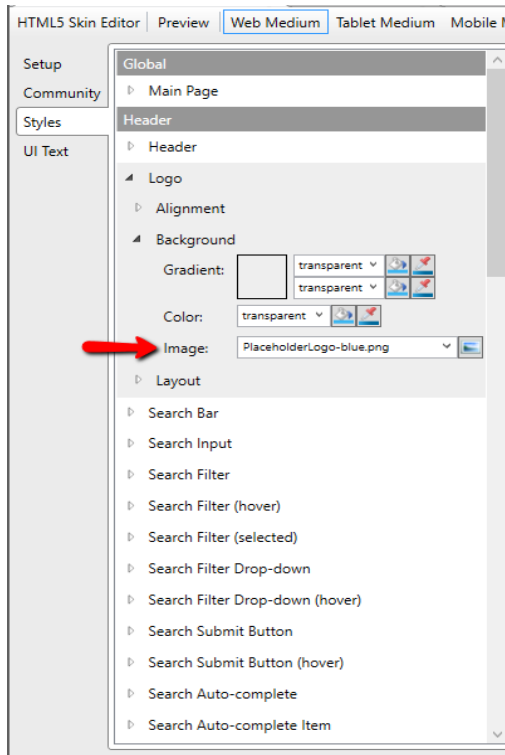 HTML5 Skin Editor Preview Web Medium Tablet Medium Mobile M
Setup
Community
Styles
UI Text
Global
Main Page
Header
Header
Logo
Alignment
Background
Gradient: transparent
transparent
Color: transparent
Image: PlaceholderLogo-blue.png
Layout
Search Bar
Search Input
Search Filter
Search Filter (hover)
Search Filter (selected)
Search Filter Drop-down
Search Filter Drop-down (hover)
Search Submit Button
Search Submit Button (hover)
Search Auto-complete
Search Auto-complete Item